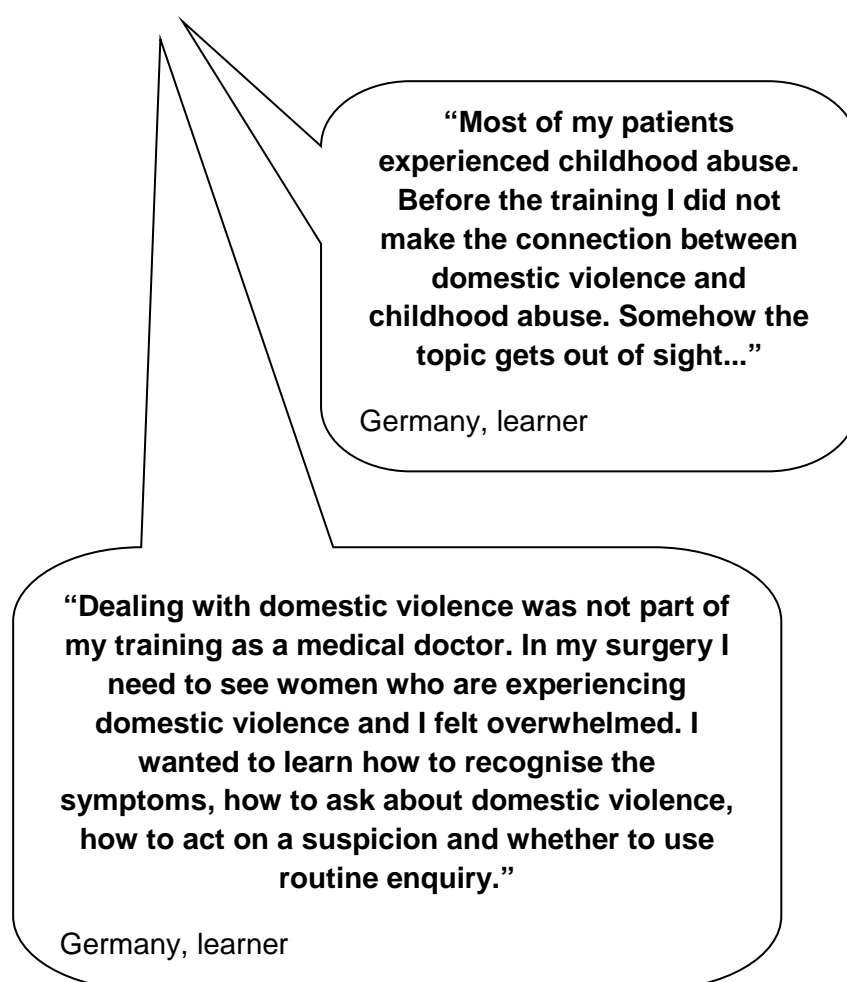 “Most of my patients
experienced childhood abuse.
Before the training I did not
make the connection between
domestic violence and
childhood abuse. Somehow the
topic gets out of sight...”
Germany, learner
“Dealing with domestic violence was not part of
my training as a medical doctor. In my surgery I
need to see women who are experiencing
domestic violence and I felt overwhelmed. I
wanted to learn how to recognise the
symptoms, how to ask about domestic violence,
how to act on a suspicion and whether to use
routine enquiry.”
Germany, learner